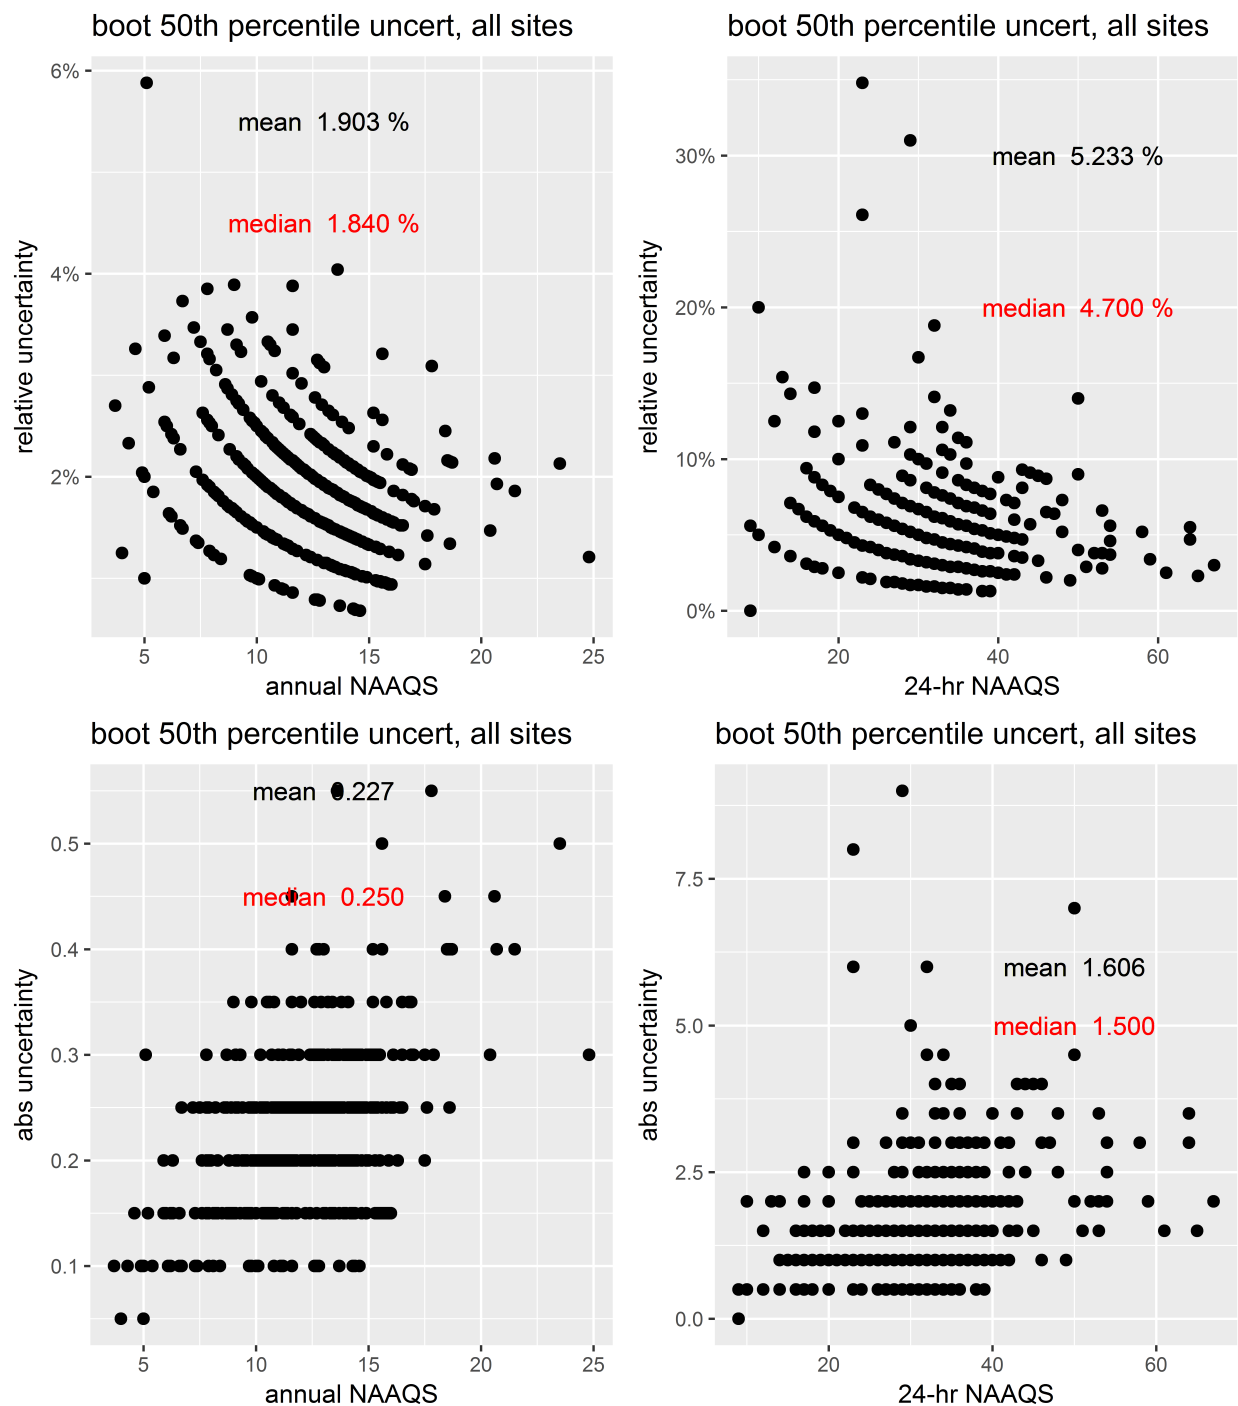 boot 50th percentile uncert, all sites
6%
4%
2%
relative uncertainty
mean 1.903 %
median 1.840 %
5 10 15 20 25
annual NAAQS
boot 50th percentile uncert, all sites
30%
20%
10%
0%
relative uncertainty
mean 5.233 %
median 4.700 %
20 40 60
24-hr NAAQS
boot 50th percentile uncert, all sites
0.5
0.4
0.3
0.2
0.1
abs uncertainty
mean 0.227
median 0.250
5 10 15 20 25
annual NAAQS
boot 50th percentile uncert, all sites
7.5
5.0
2.5
0.0
abs uncertainty
mean 1.606
median 1.500
20 40 60
24-hr NAAQS